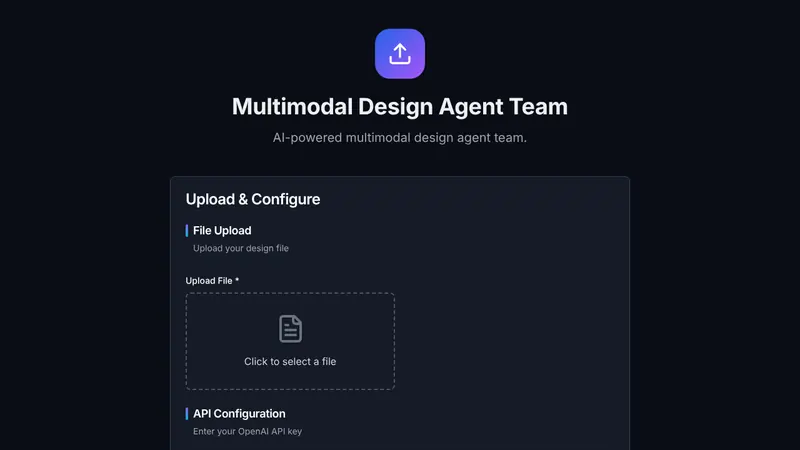 Multimodal Design Agent Team
AI-powered multimodal design agent team.
Upload & Configure
File Upload
Upload your design file
Upload File *
Click to select a file
API Configuration
Enter your OpenAI API key